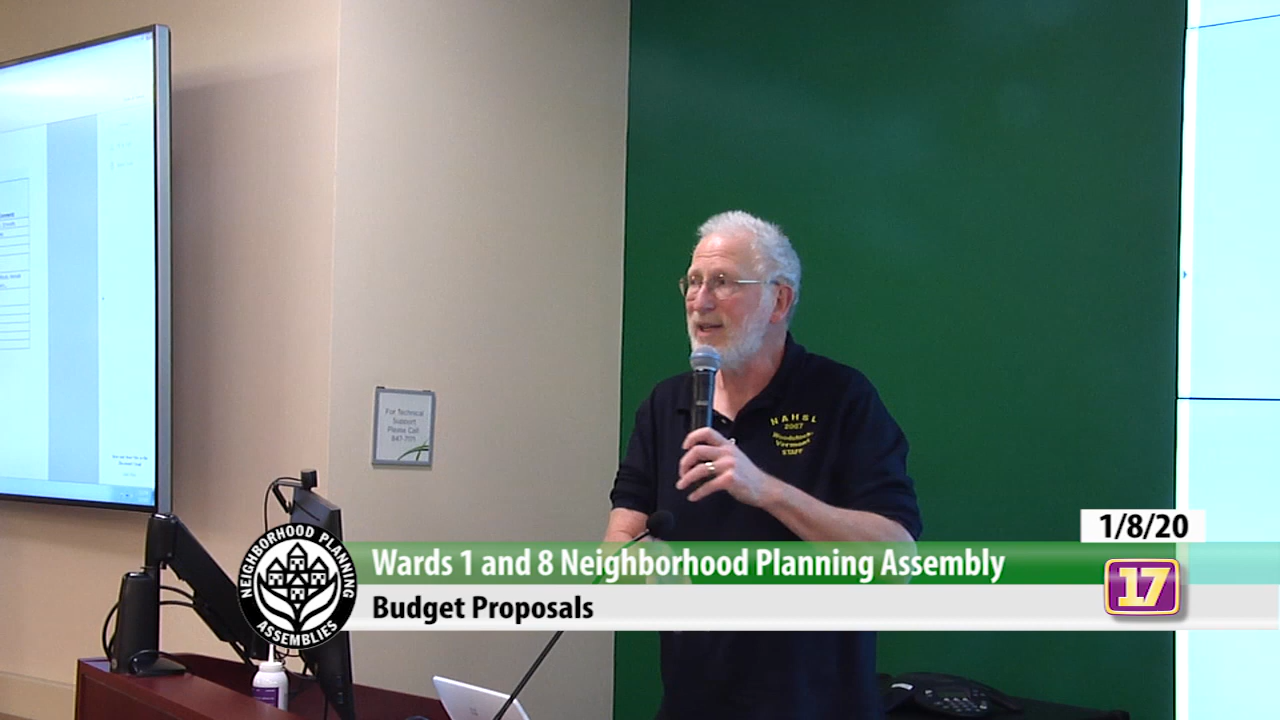 For Technical
Support
Please Call
NAHSL
2007
Woodstock,
Vermont
STAFF
1/8/20
NEIGHBORHOOD PLANNING
ASSEMBLIES
Wards 1 and 8 Neighborhood Planning Assembly
17
Budget Proposals